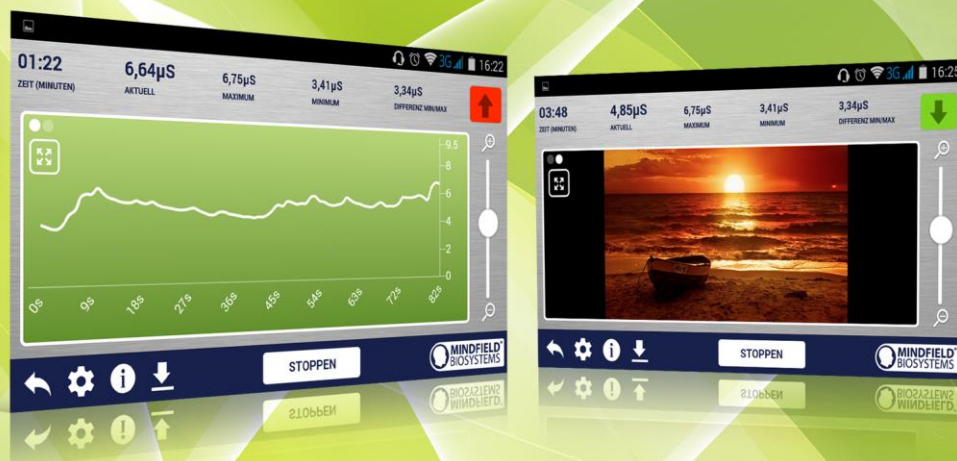 3G 16:22
01:22
ZEIT (MINUTEN)
6,64µS
AKTUELL
6,75µS
MAXIMUM
3,41µS
MINIMUM
3,34µS
DIFFERENZ MIN/MAX
9.5
8
6
4
2
0
0s 9s 18s 27s 36s 45s 54s 63s 72s 82s
STOPPEN
MINDFIELD®
BIOSYSTEMS
3G 16:25
03:48
ZEIT (MINUTEN)
4,85µS
AKTUELL
6,75µS
MAXIMUM
3,41µS
MINIMUM
3,34µS
DIFFERENZ MIN/MAX
STOPPEN
MINDFIELD®
BIOSYSTEMS